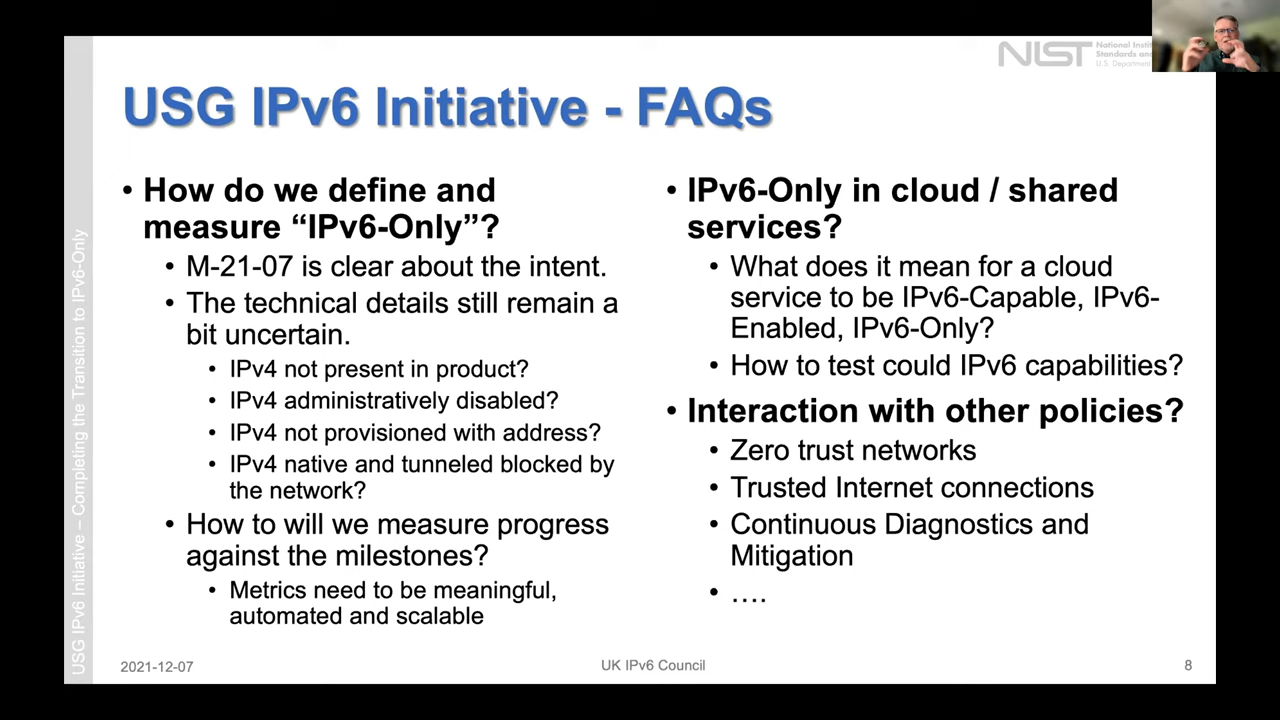 NIST
National Instit
Standards and
U.S. Department
USG IPv6 Initiative - FAQs
• How do we define and
measure “IPv6-Only”?
• M-21-07 is clear about the intent.
• The technical details still remain a
bit uncertain.
• IPv4 not present in product?
• IPv4 administratively disabled?
• IPv4 not provisioned with address?
• IPv4 native and tunneled blocked by
the network?
• How to will we measure progress
against the milestones?
• Metrics need to be meaningful,
automated and scalable
• IPv6-Only in cloud / shared
services?
• What does it mean for a cloud
service to be IPv6-Capable, IPv6-
Enabled, IPv6-Only?
• How to test could IPv6 capabilities?
• Interaction with other policies?
• Zero trust networks
• Trusted Internet connections
• Continuous Diagnostics and
Mitigation
• ….
USG IPv6 Initiative – Completing the Transition to IPv6-Only
2021-12-07
UK IPv6 Council
8